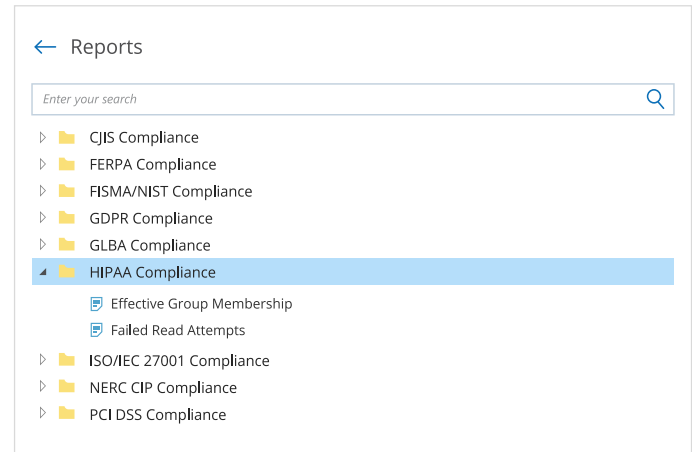 Reports
Enter your search
CJIS Compliance
FERPA Compliance
FISMA/NIST Compliance
GDPR Compliance
GLBA Compliance
HIPAA Compliance
Effective Group Membership
Failed Read Attempts
ISO/IEC 27001 Compliance
NERC CIP Compliance
PCI DSS Compliance